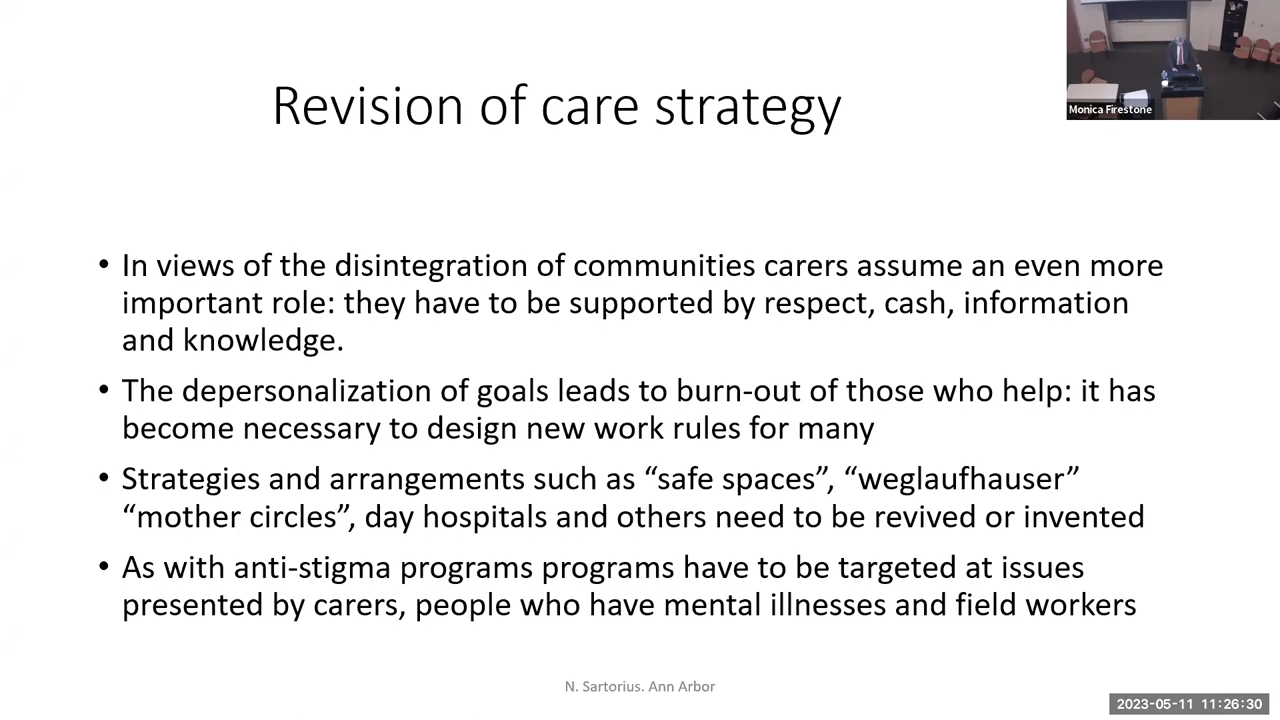 Revision of care strategy
Monica Firestone
• In views of the disintegration of communities carers assume an even more
important role: they have to be supported by respect, cash, information
and knowledge.
• The depersonalization of goals leads to burn-out of those who help: it has
become necessary to design new work rules for many
• Strategies and arrangements such as “safe spaces”, “weglaufhauser”
“mother circles”, day hospitals and others need to be revived or invented
• As with anti-stigma programs programs have to be targeted at issues
presented by carers, people who have mental illnesses and field workers
N. Sartorius. Ann Arbor
2023-05-11 11:26:30